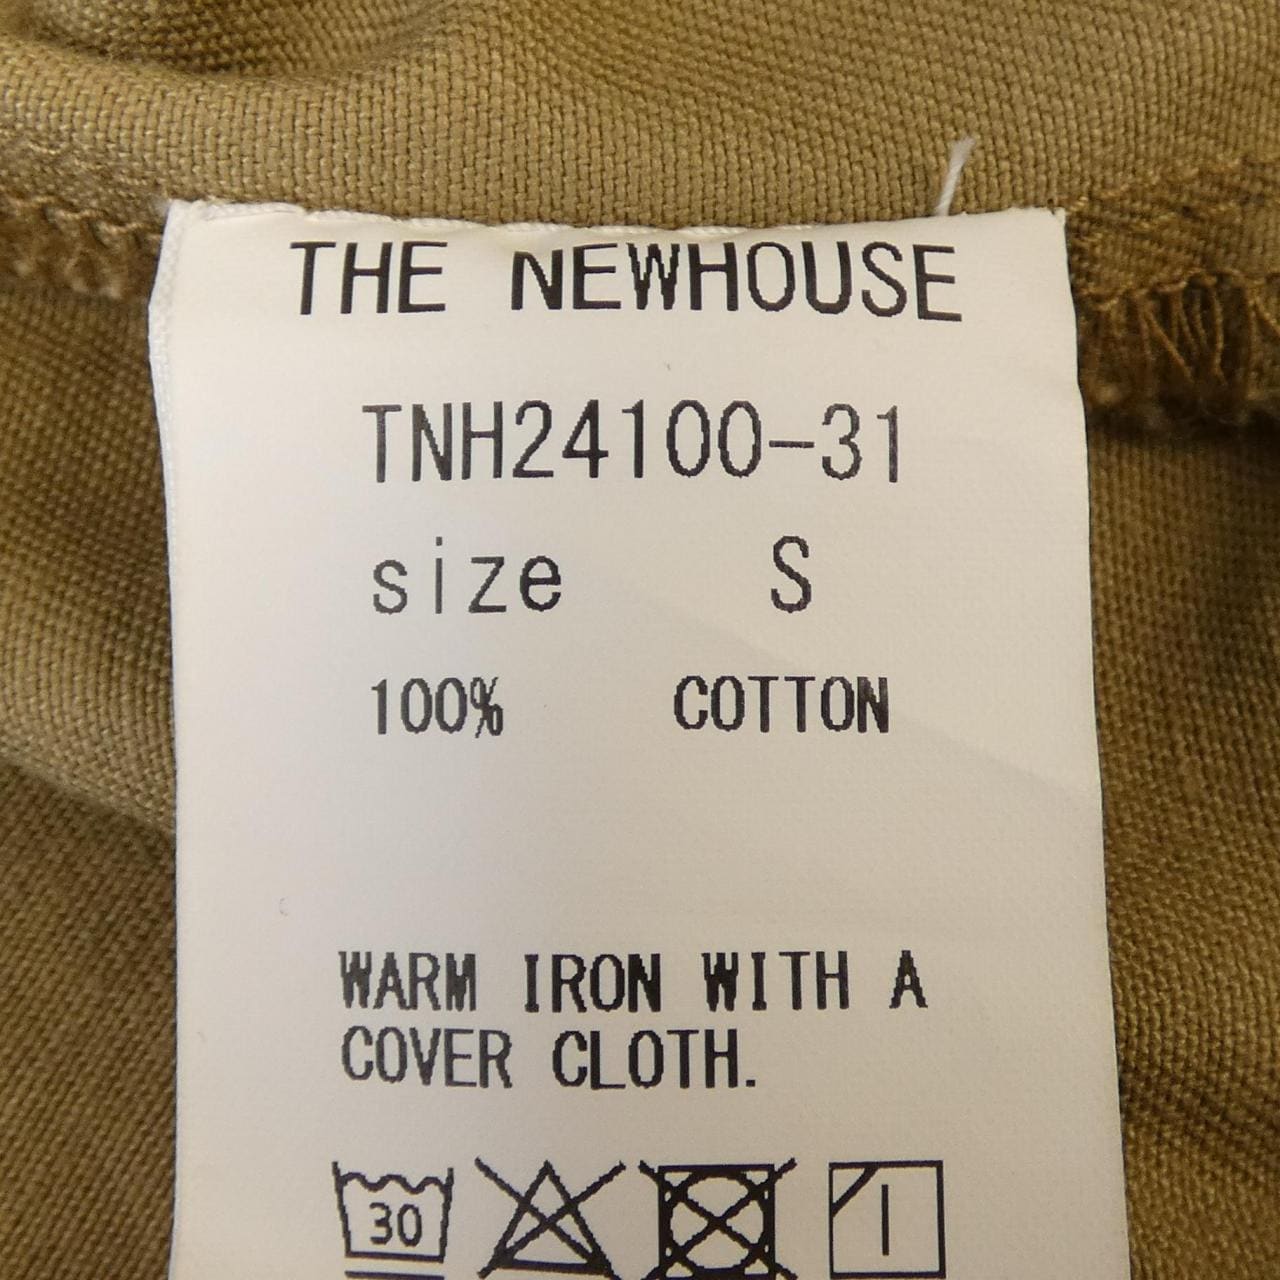 THE NEWHOUSE
TNH24100-31
size S
100% COTTON
WARM IRON WITH A
COVER CLOTH.
30